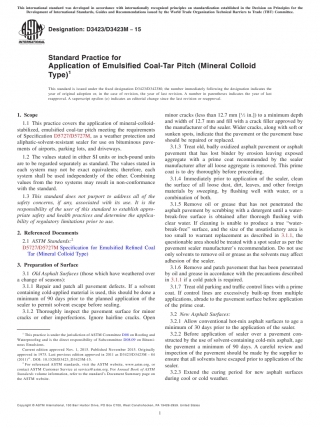 This international standard was developed in accordance with internationally recognized principles on standardization established in the Decision on Principles for the
Development of International Standards, Guides and Recommendations issued by the World Trade Organization Technical Barriers to Trade (TBT) Committee.
Designation: D3423/D3423M − 15
Standard Practice for
Application of Emulsified Coal-Tar Pitch (Mineral Colloid
Type)1
This standard is issued under the fixed designation D3423/D3423M; the number immediately following the designation indicates the
year of original adoption or, in the case of revision, the year of last revision. A number in parentheses indicates the year of last
reapproval. A superscript epsilon (ε) indicates an editorial change since the last revision or reapproval.
1. Scope
1.1 This practice covers the application of mineral-colloid-
stabilized, emulsified coal-tar pitch meeting the requirements
of Specification D5727/D5727M, as a weather protection and
aliphatic-solvent-resistant sealer for use on bituminous pave-
ments of airports, parking lots, and driveways.
1.2 The values stated in either SI units or inch-pound units
are to be regarded separately as standard. The values stated in
each system may not be exact equivalents; therefore, each
system shall be used independently of the other. Combining
values from the two systems may result in non-conformance
with the standard.
1.3 This standard does not purport to address all of the
safety concerns, if any, associated with its use. It is the
responsibility of the user of this standard to establish appro-
priate safety and health practices and determine the applica-
bility of regulatory limitations prior to use.
2. Referenced Documents
2.1 ASTM Standards:2
D5727/D5727M Specification for Emulsified Refined Coal
Tar (Mineral Colloid Type)
3. Preparation of Surface
3.1 Old Asphalt Surfaces (those which have weathered over
a change of seasons):
3.1.1 Repair and patch all pavement defects. If a solvent
containing cold-applied material is used, this should be done a
minimum of 90 days prior to the planned application of the
sealer to permit solvent escape before sealing.
3.1.2 Thoroughly inspect the pavement surface for minor
cracks or other imperfections. Ignore hairline cracks. Open
1 This practice is under the jurisdiction of ASTM Committee D08 on Roofing and
Waterproofing and is the direct responsibility of Subcommittee D08.09 on Bitumi-
nous Emulsions.
Current edition approved Nov. 1, 2015. Published November 2015. Originally
approved in 1975. Last previous edition approved in 2011 as D3423/D3423M – 84
(2011)
2 For referenced ASTM standards, visit the ASTM website, www.astm.org, or
contact ASTM Customer Service at service@astm.org. For Annual Book of ASTM
Standards volume information, refer to the standard's Document Summary page on
the ASTM website.
minor cracks (less than 12.7 mm [½ in.]) to a minimum depth
and width of 12.7 mm and fill with a crack filler approved by
the manufacturer of the sealer. Wider cracks, along with soft or
sunken spots, indicate that the pavement or the pavement base
should be repaired or replaced.
3.1.3 Treat old, badly oxidized asphalt pavement or asphalt
pavement that has lost binder by erosion leaving exposed
aggregate with a prime coat recommended by the sealer
manufacturer after all loose aggregate is removed. This prime
coat is to dry thoroughly before proceeding.
3.1.4 Immediately prior to application of the sealer, clean
the surface of all loose dust, dirt, leaves, and other foreign
materials by sweeping, by flushing well with water, or a
combination of both.
3.1.5 Remove oil or grease that has not penetrated the
asphalt pavement by scrubbing with a detergent until a water-
break-free surface is obtained after thorough flushing with
clear water. If cleaning is unable to produce a true "water-
break-free" surface, and the size of the unsatisfactory area is
too small to warrant replacement as described in 3.1.1, the
questionable area should be treated with a spot sealer as per the
pavement sealer manufacturer's recommendation. Do not use
only solvents to remove oil or grease as the solvents may affect
adhesion of the sealer.
3.1.6 Remove and patch pavement that has been penetrated
by oil and grease in accordance with the precautions described
in 3.1.1 if a cold patch is required.
3.1.7 Treat old parking and traffic control lines with a prime
coat. If control lines are excessively built-up from multiple
applications, abrade to the pavement surface before application
of the prime coat.
3.2 New Asphalt Surfaces:
3.2.1 Allow conventional hot-mix asphalt surfaces to age a
minimum of 30 days prior to the application of the sealer.
3.2.2 Before application of sealer over a pavement con-
structed by the use of solvent-containing cold-mix asphalt, age
the pavement a minimum of 90 days. A careful review and
inspection of the pavement should be made by the supplier to
ensure that all solvents have escaped prior to application of the
sealer.
3.2.3 Extend the curing period for new asphalt surfaces
during cool or cold weather.
Copyright © ASTM International, 100 Barr Harbor Drive, PO Box C700, West Conshohocken, PA 19428-2959. United States
1